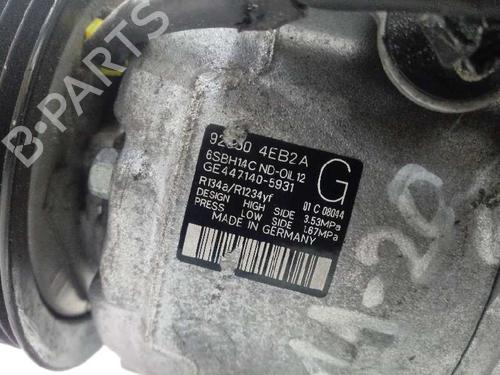 B-PARTS
4EB2A
6SBH14C ND-OIL12
GE447140-5931
G
R134a/R1234yf
01 C 08014
DESIGN HIGH SIDE 3.53MPa
PRESS LOW SIDE 1.67MPa
MADE IN GERMANY